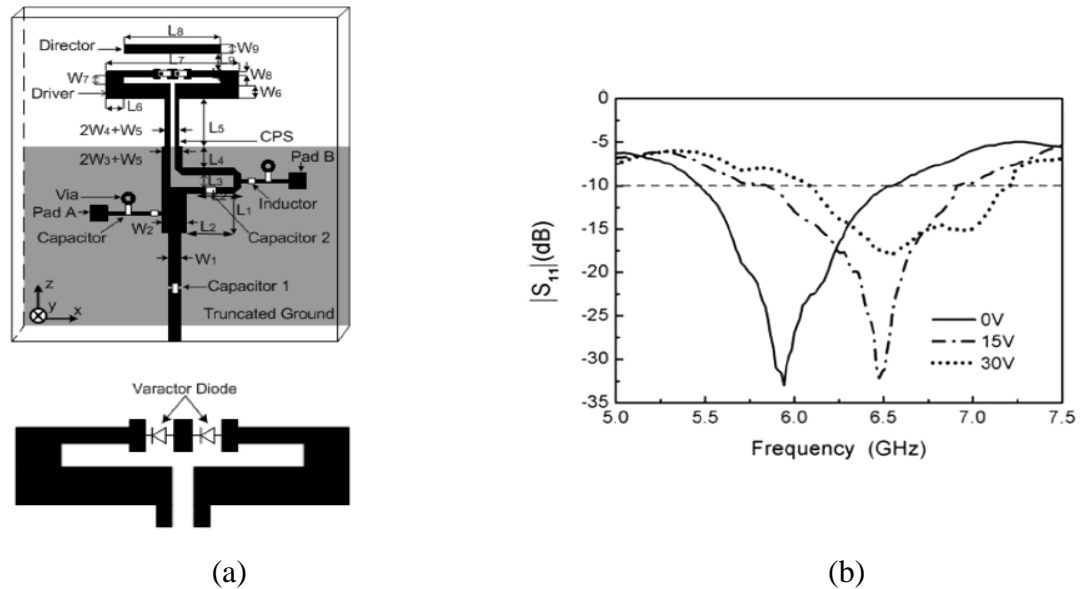 L₈
Director
W₉
L₇
L₉
W₇
W₈
Driver
W₆
L₆
L₅
2W₄+W₅
CPS
2W₃+W₅
L₄
Pad B
L₃
Via
L₂
Inductor
Pad A
L₁
Capacitor
W₂
L₂
Capacitor 2
W₁
Capacitor 1
z
y
x
Truncated Ground
Varactor Diode
(a)
|S₁₁|(dB)
0
-5
-10
-15
-20
-25
-30
-35
0V
15V
30V
5.0 5.5 6.0 6.5 7.0 7.5
Frequency (GHz)
(b)